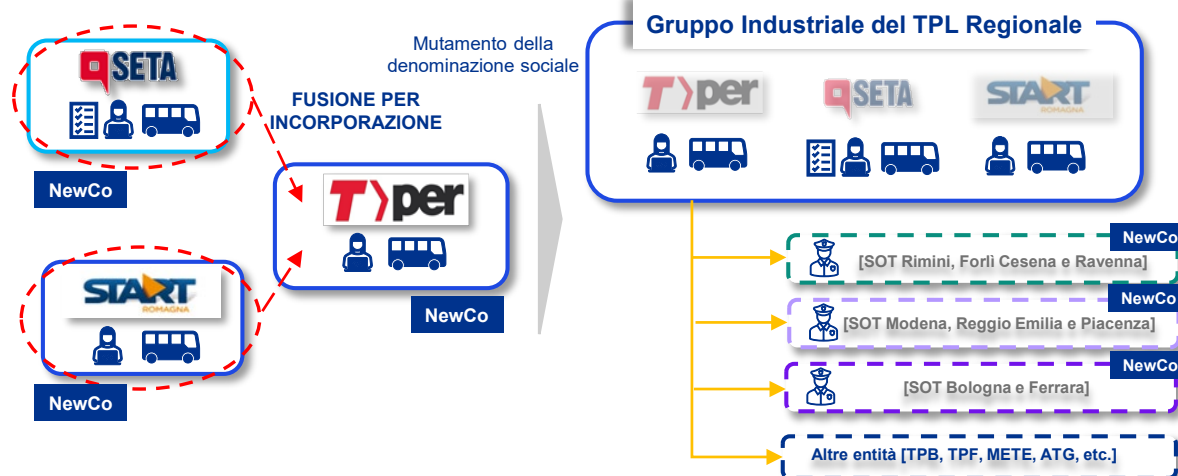 SETA
NewCo
START
ROMAGNA
NewCo
FUSIONE PER
INCORPORAZIONE
T>per
NewCo
Mutamento della
denominazione sociale
Gruppo Industriale del TPL Regionale
T>per
SETA
START
ROMAGNA
NewCo
[SOT Rimini, Forlì Cesena e Ravenna]
NewCo
[SOT Modena, Reggio Emilia e Piacenza]
NewCo
[SOT Bologna e Ferrara]
Altre entità [TPB, TPF, METE, ATG, etc.]